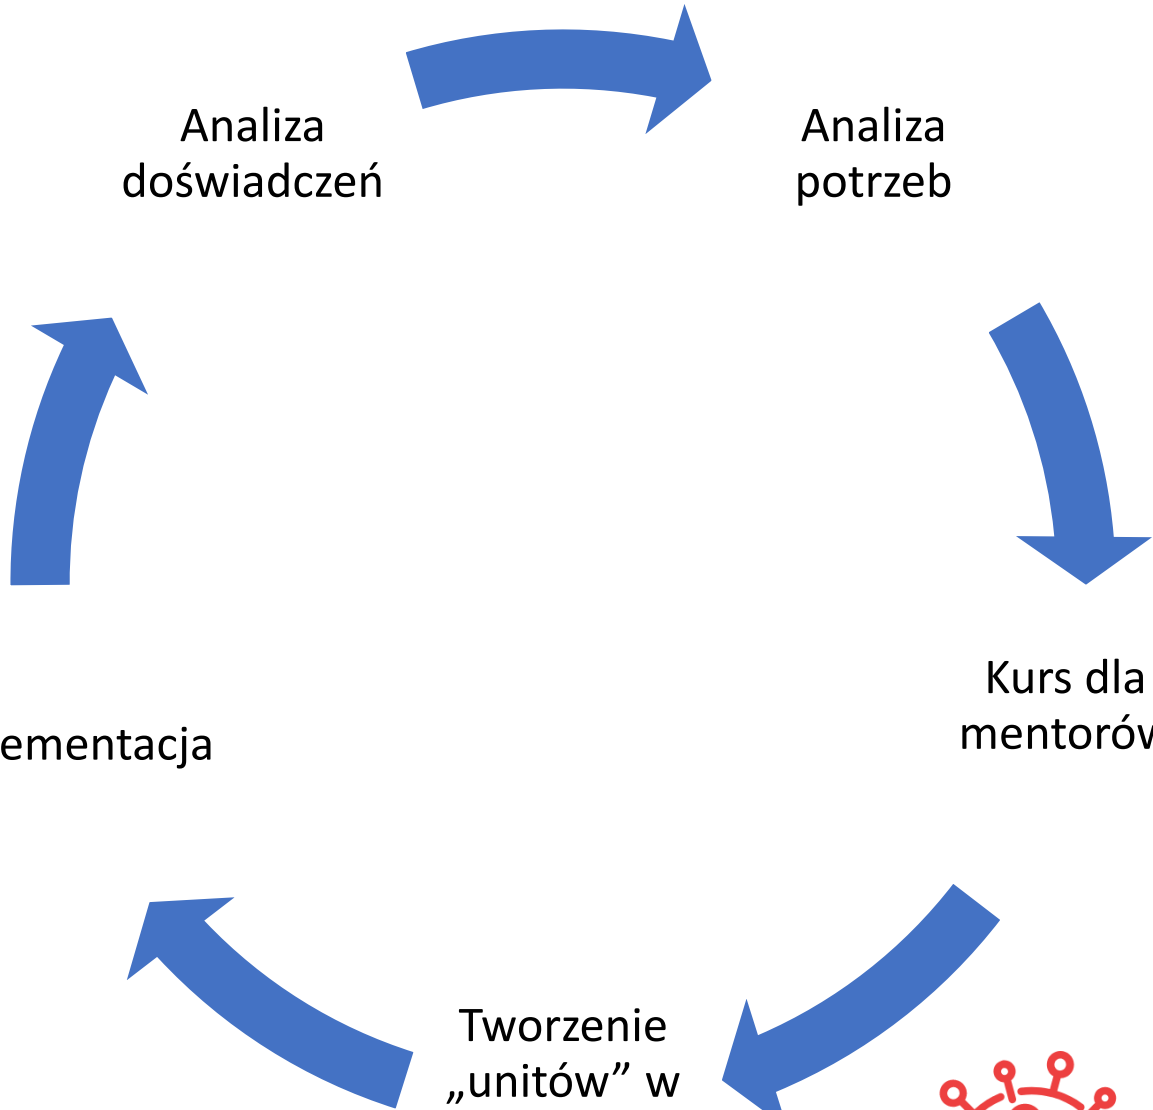 Analiza
doświadczeń
Analiza
potrzeb
Kurs dla
mentorów
ementacja
Tworzenie
„unitów” w